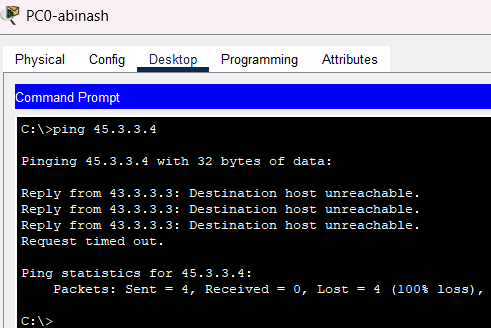 PC0-abinash
Physical Config Desktop Programming Attributes
Command Prompt
C:\>ping 45.3.3.4
Pinging 45.3.3.4 with 32 bytes of data:
Reply from 43.3.3.3: Destination host unreachable.
Reply from 43.3.3.3: Destination host unreachable.
Reply from 43.3.3.3: Destination host unreachable.
Request timed out.
Ping statistics for 45.3.3.4:
Packets: Sent = 4, Received = 0, Lost = 4 (100% loss),
C:\>